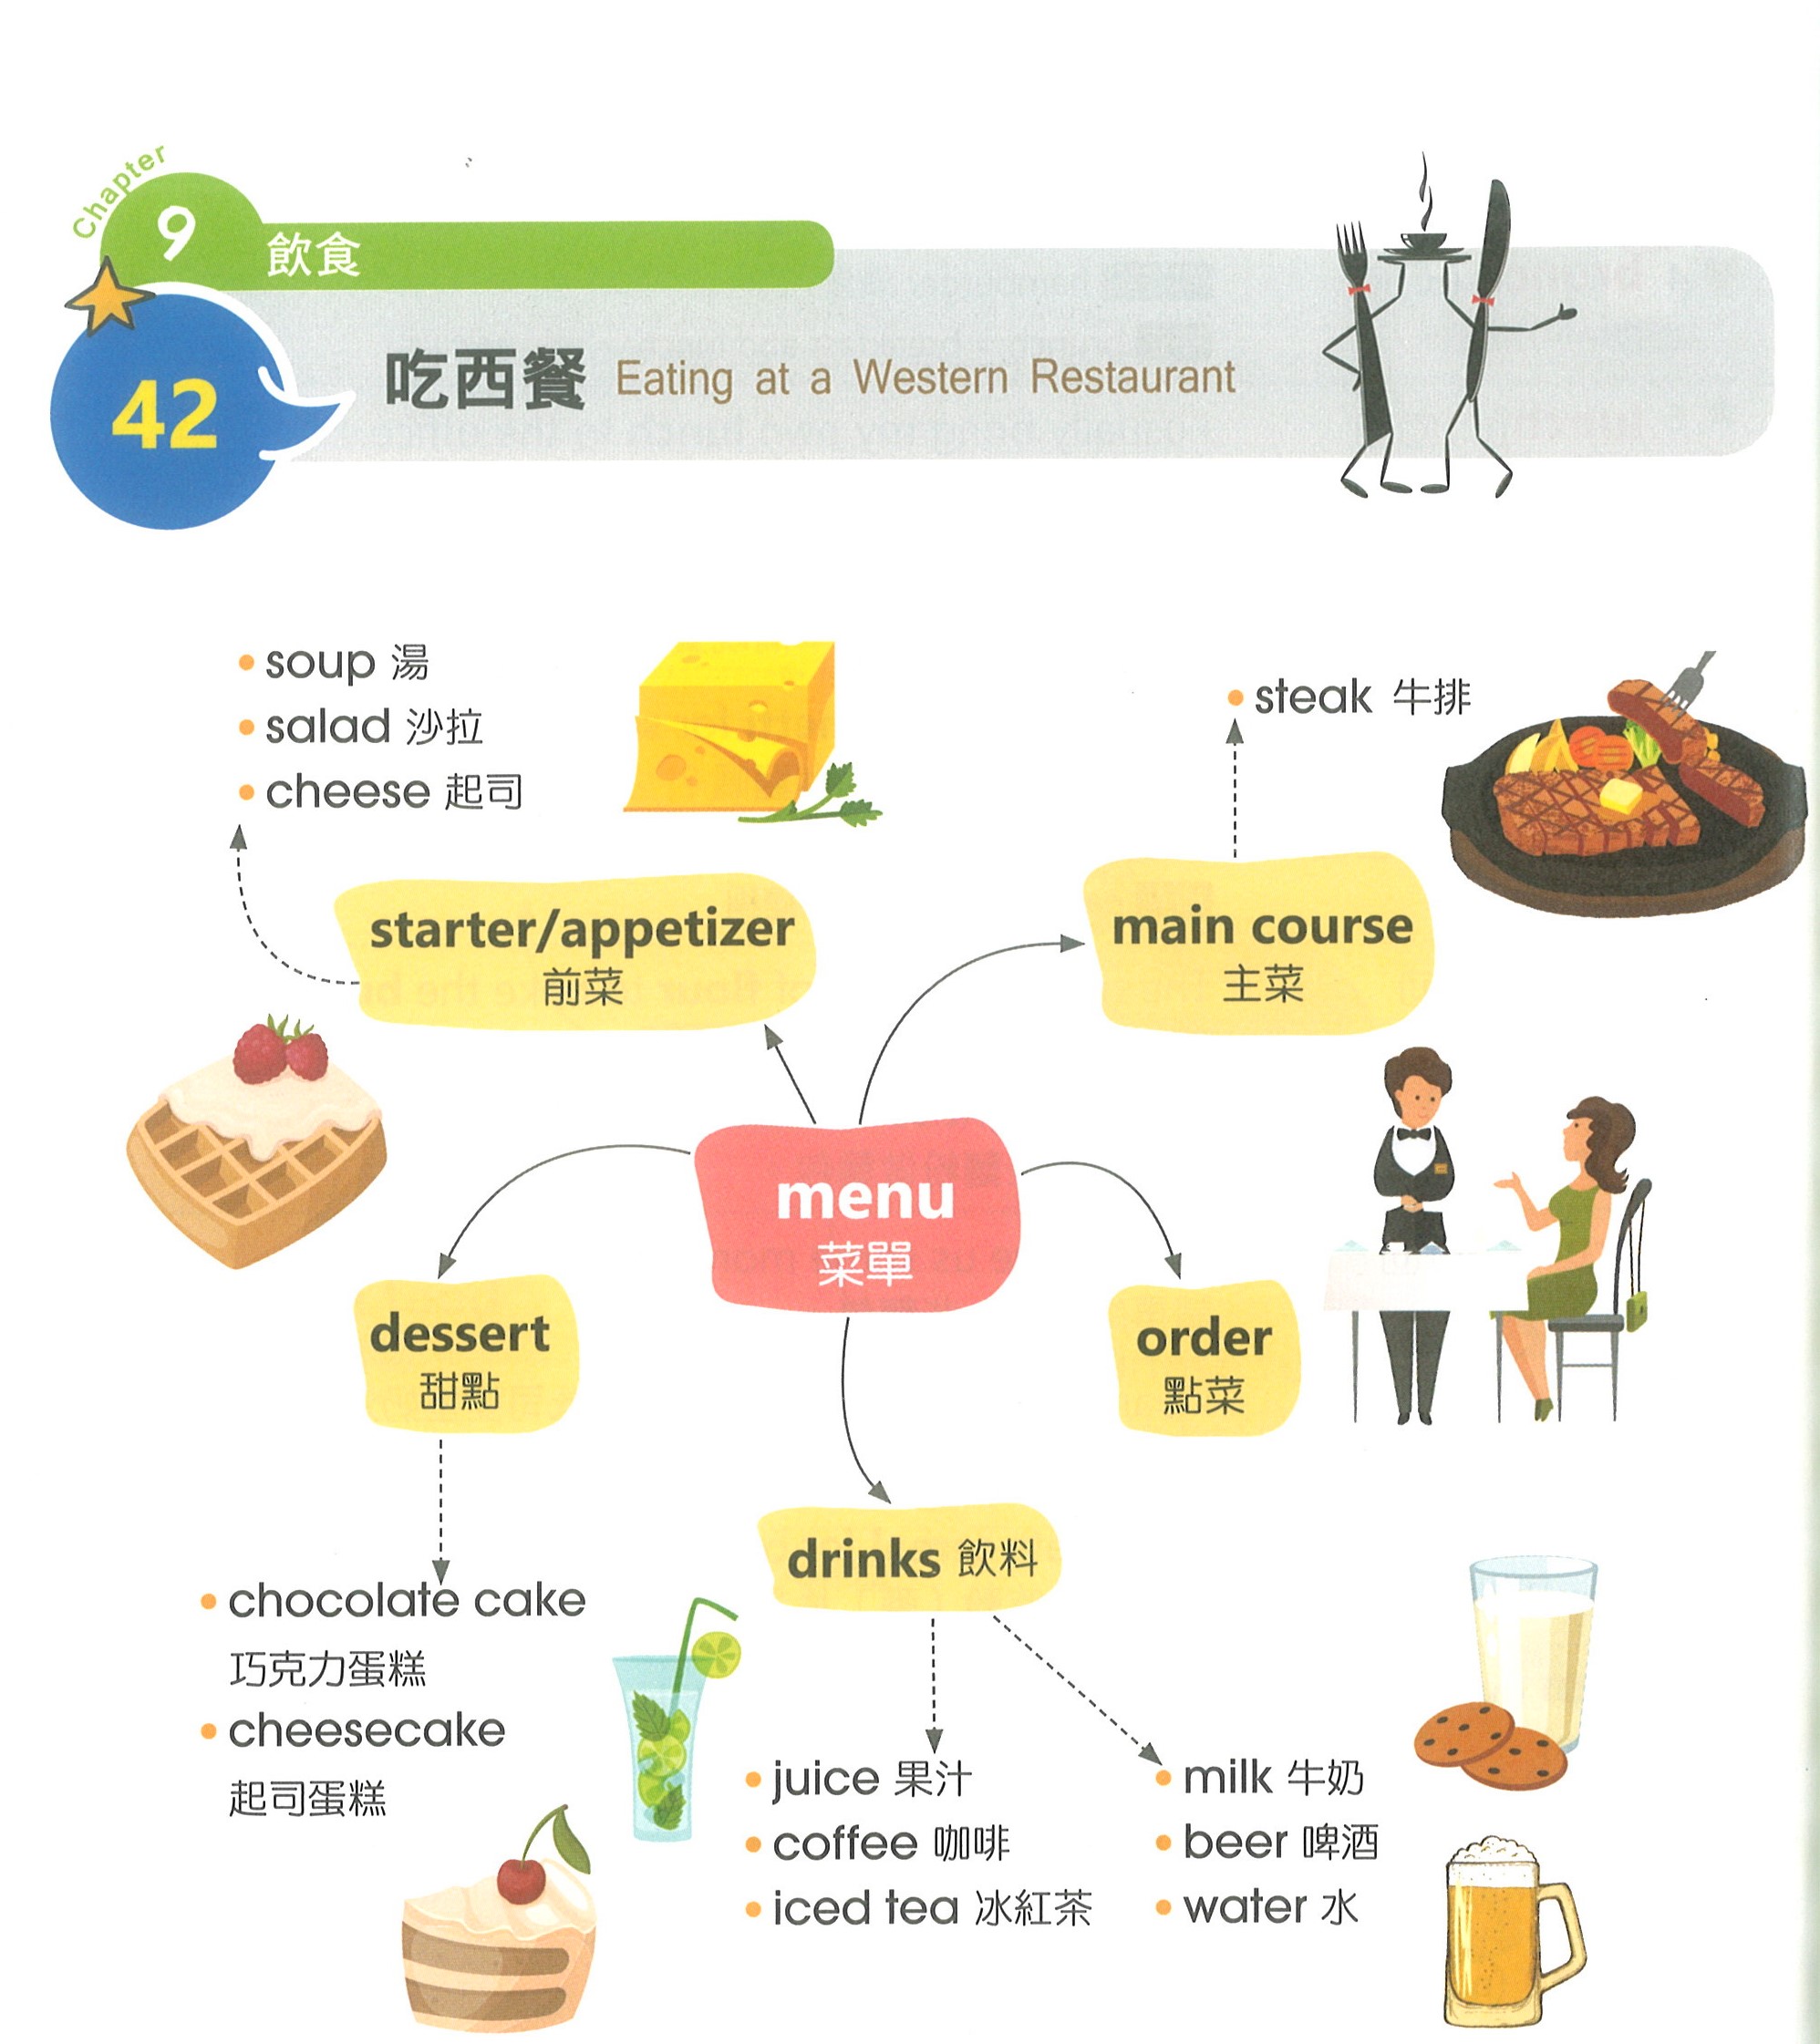 Chapter
9 飲食
42 吃西餐 Eating at a Western Restaurant
soup 湯
salad 沙拉
cheese 起司
steak 牛排
starter/appetizer
前菜
main course
主菜
menu
菜單
dessert
甜點
order
點菜
drinks 飲料
chocolate cake
巧克力蛋糕
cheesecake
起司蛋糕
juice 果汁
coffee 咖啡
iced tea 冰紅茶
milk 牛奶
beer 啤酒
water 水